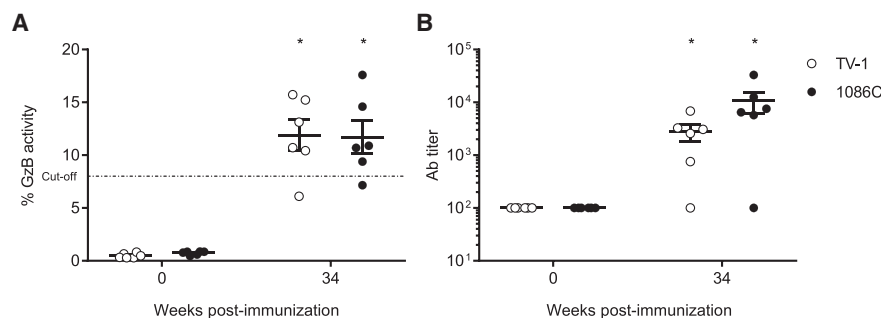 A
% GzB activity
20
15
10
5
0
Cut-off
* *
0 34
Weeks post-immunization
B
Ab titer
10⁵
10⁴
10³
10²
10¹
* *
0 34
Weeks post-immunization
TV-1
1086C